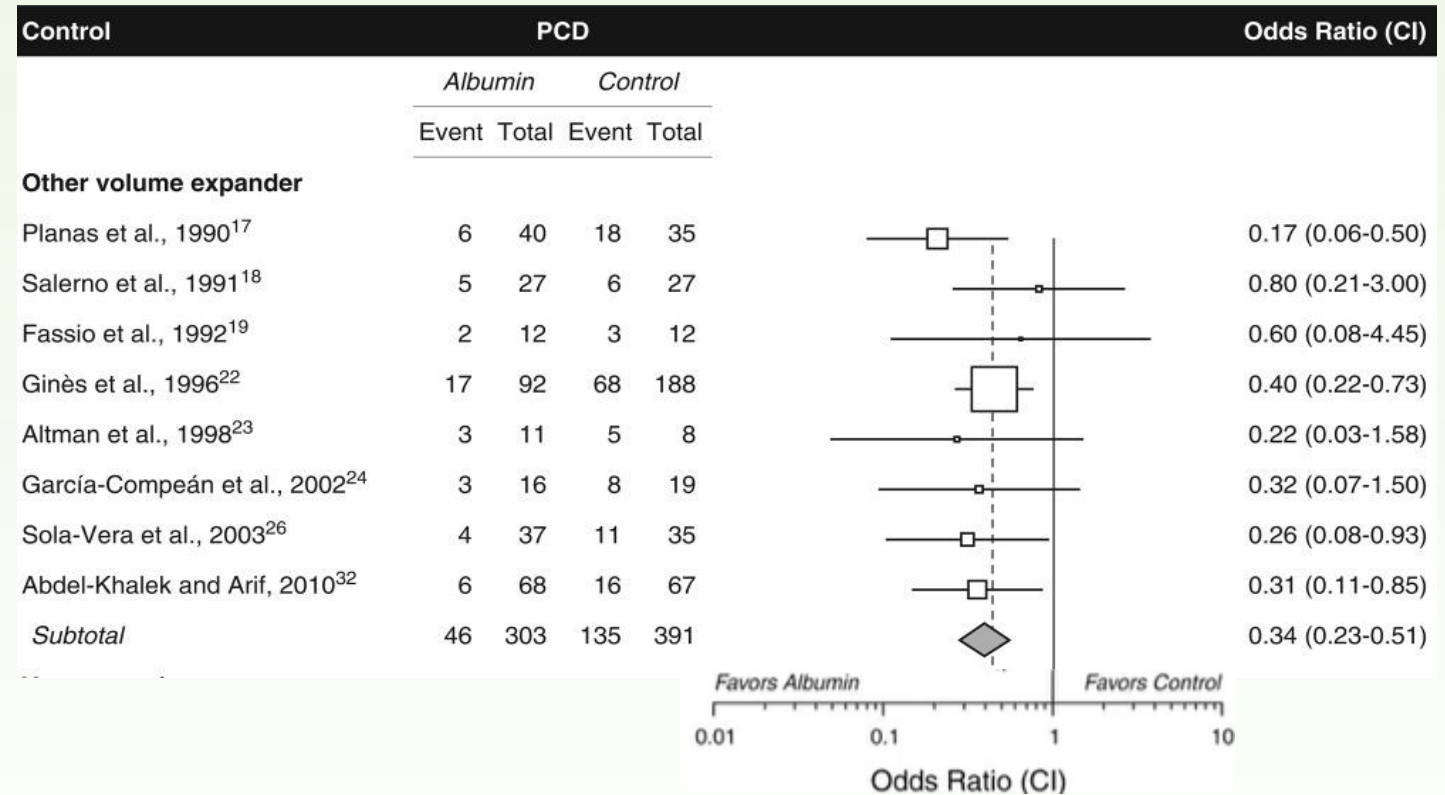 Control PCD Odds Ratio (CI)
Albumin Control
Event Total Event Total
Other volume expander
Planas et al., 1990¹⁷ 6 40 18 35 0.17 (0.06-0.50)
Salerno et al., 1991¹⁸ 5 27 6 27 0.80 (0.21-3.00)
Fassio et al., 1992¹⁹ 2 12 3 12 0.60 (0.08-4.45)
Ginès et al., 1996²² 17 92 68 188 0.40 (0.22-0.73)
Altman et al., 1998²³ 3 11 5 8 0.22 (0.03-1.58)
García-Compeán et al., 2002²⁴ 3 16 8 19 0.32 (0.07-1.50)
Sola-Vera et al., 2003²⁶ 4 37 11 35 0.26 (0.08-0.93)
Abdel-Khalek and Arif, 2010³² 6 68 16 67 0.31 (0.11-0.85)
Subtotal 46 303 135 391 0.34 (0.23-0.51)
Favors Albumin Favors Control
0.01 0.1 1 10
Odds Ratio (CI)